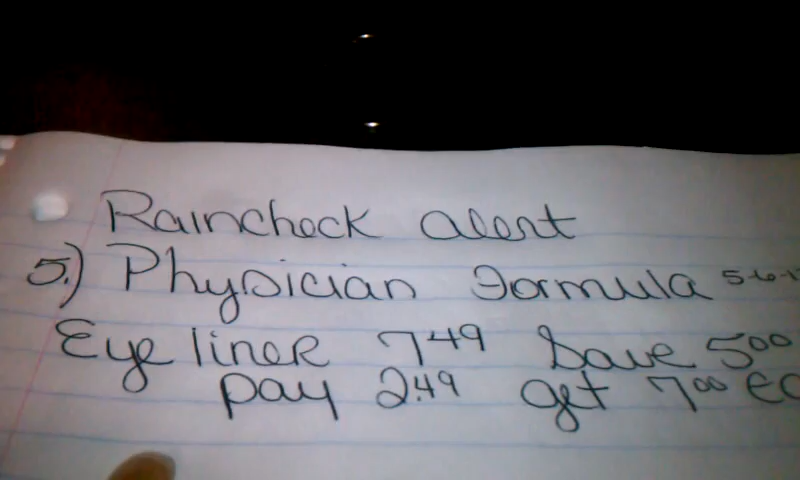 Raincheck alert
5.) Physician Formula
Eye liner 7.49 Save 5.00
pay 2.49 get 7.00